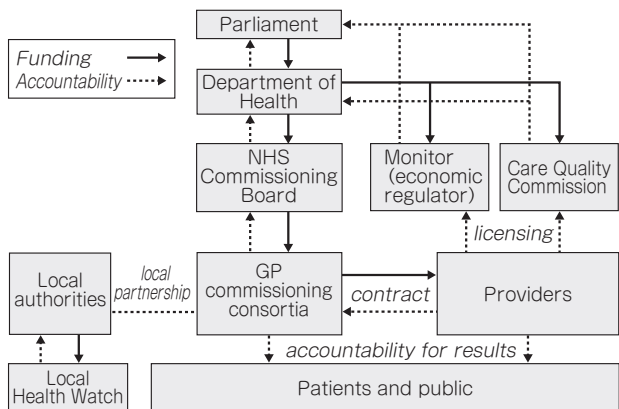 Parliament
Funding
Accountability
Department of
Health
NHS
Commissioning
Board
Monitor
(economic
regulator)
Care Quality
Commission
licensing
Local
authorities
local
partnership
GP
commissioning
consortia
contract
Providers
accountability for results
Local
Health Watch
Patients and public